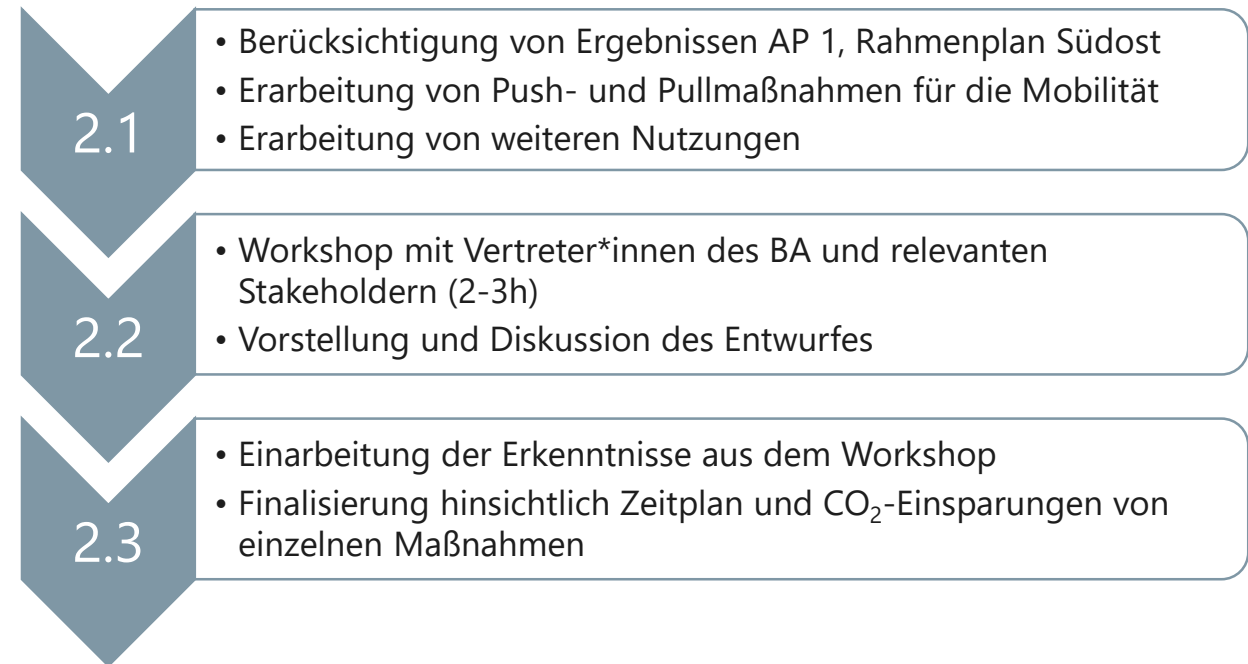 2.1
• Berücksichtigung von Ergebnissen AP 1, Rahmenplan Südost
• Erarbeitung von Push- und Pullmaßnahmen für die Mobilität
• Erarbeitung von weiteren Nutzungen
2.2
• Workshop mit Vertreter*innen des BA und relevanten
Stakeholdern (2-3h)
• Vorstellung und Diskussion des Entwurfes
2.3
• Einarbeitung der Erkenntnisse aus dem Workshop
• Finalisierung hinsichtlich Zeitplan und CO₂-Einsparungen von
einzelnen Maßnahmen